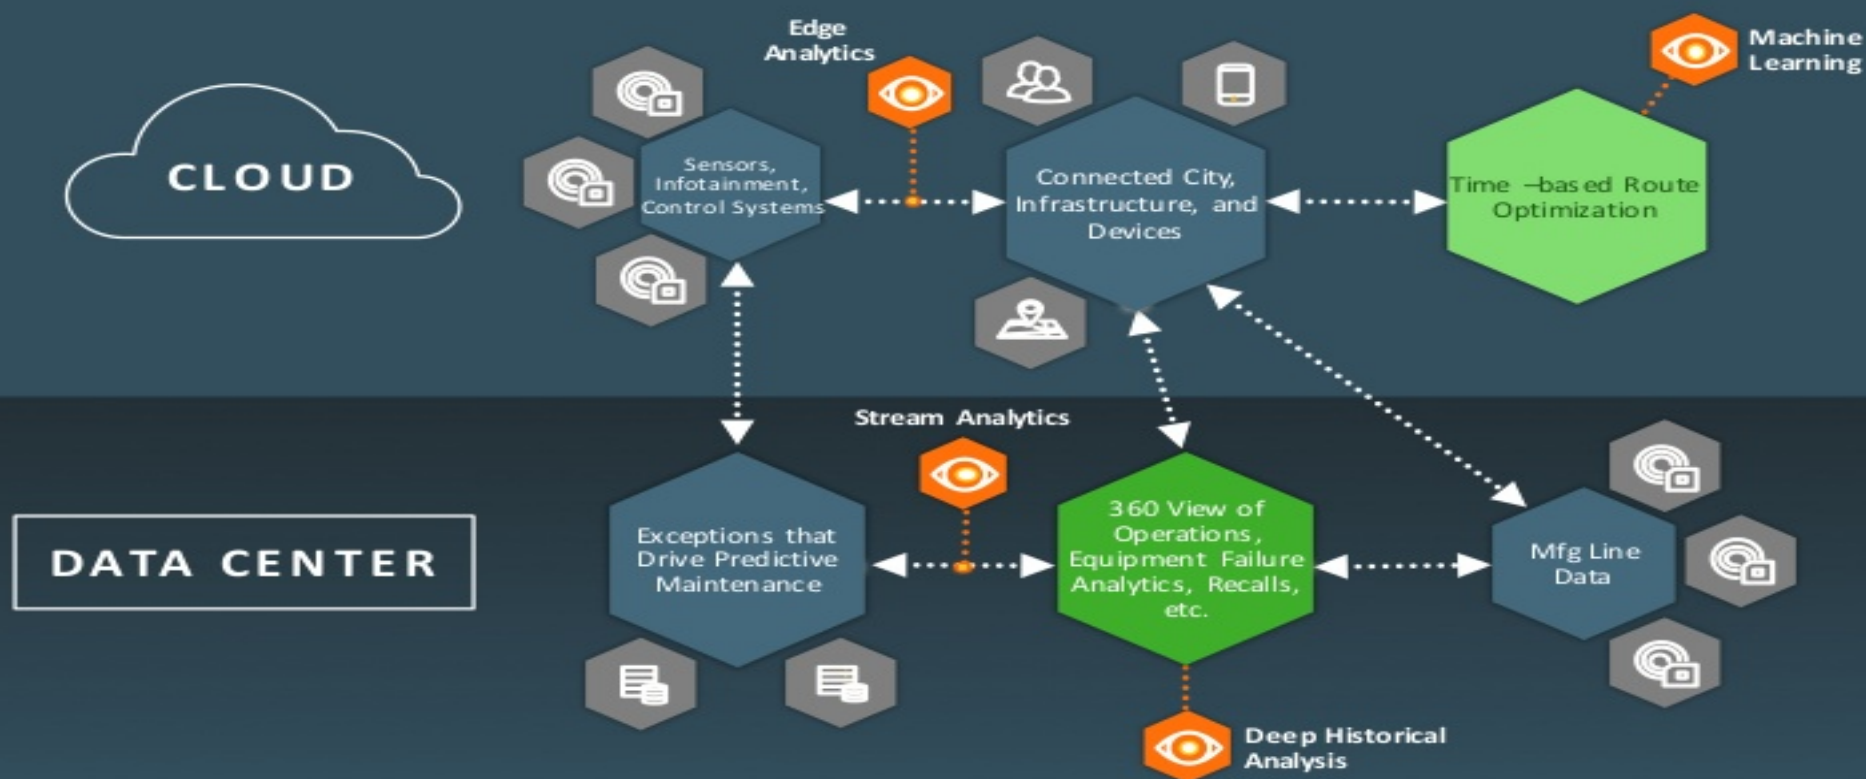 Edge
Analytics
Machine
Learning
CLOUD
Sensors,
Infotainment,
Control Systems
Connected City,
Infrastructure, and
Devices
Time –based Route
Optimization
Stream Analytics
DATA CENTER
Exceptions that
Drive Predictive
Maintenance
360 View of
Operations,
Equipment Failure
Analytics, Recalls,
etc.
Mfg Line
Data
Deep Historical
Analysis